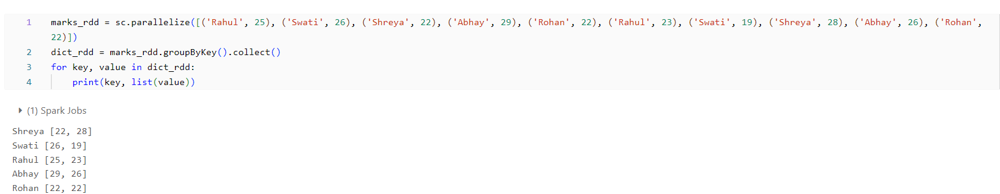 1 marks_rdd = sc.parallelize([('Rahul', 25), ('Swati', 26), ('Shreya', 22), ('Abhay', 29), ('Rohan', 22), ('Rahul', 23), ('Swati', 19), ('Shreya', 28), ('Abhay', 26), ('Rohan',
22)])
2 dict_rdd = marks_rdd.groupByKey().collect()
3 for key, value in dict_rdd:
4     print(key, list(value))
(1) Spark Jobs
Shreya [22, 28]
Swati [26, 19]
Rahul [25, 23]
Abhay [29, 26]
Rohan [22, 22]